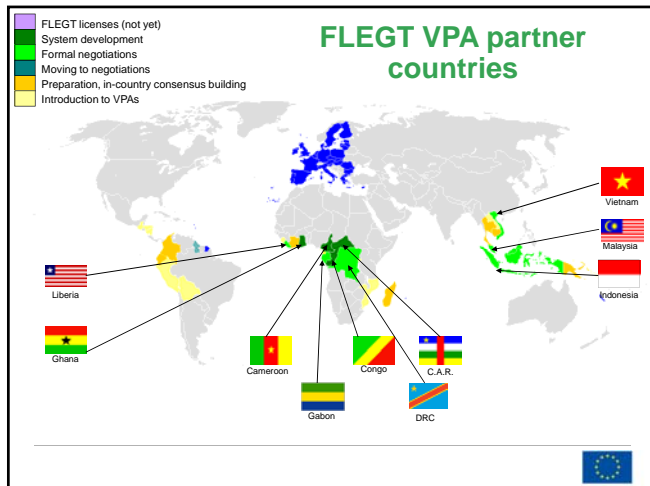 FLEGT licenses (not yet)
System development
Formal negotiations
Moving to negotiations
Preparation, in-country consensus building
Introduction to VPAs
FLEGT VPA partner
countries
Vietnam
Malaysia
Indonesia
Liberia
Ghana
Cameroon
Congo
C.A.R.
Gabon
DRC